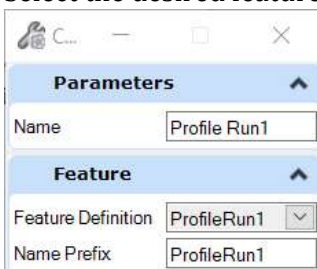 C...
Parameters
Name Profile Run1
Feature
Feature Definition ProfileRun1
Name Prefix ProfileRun1